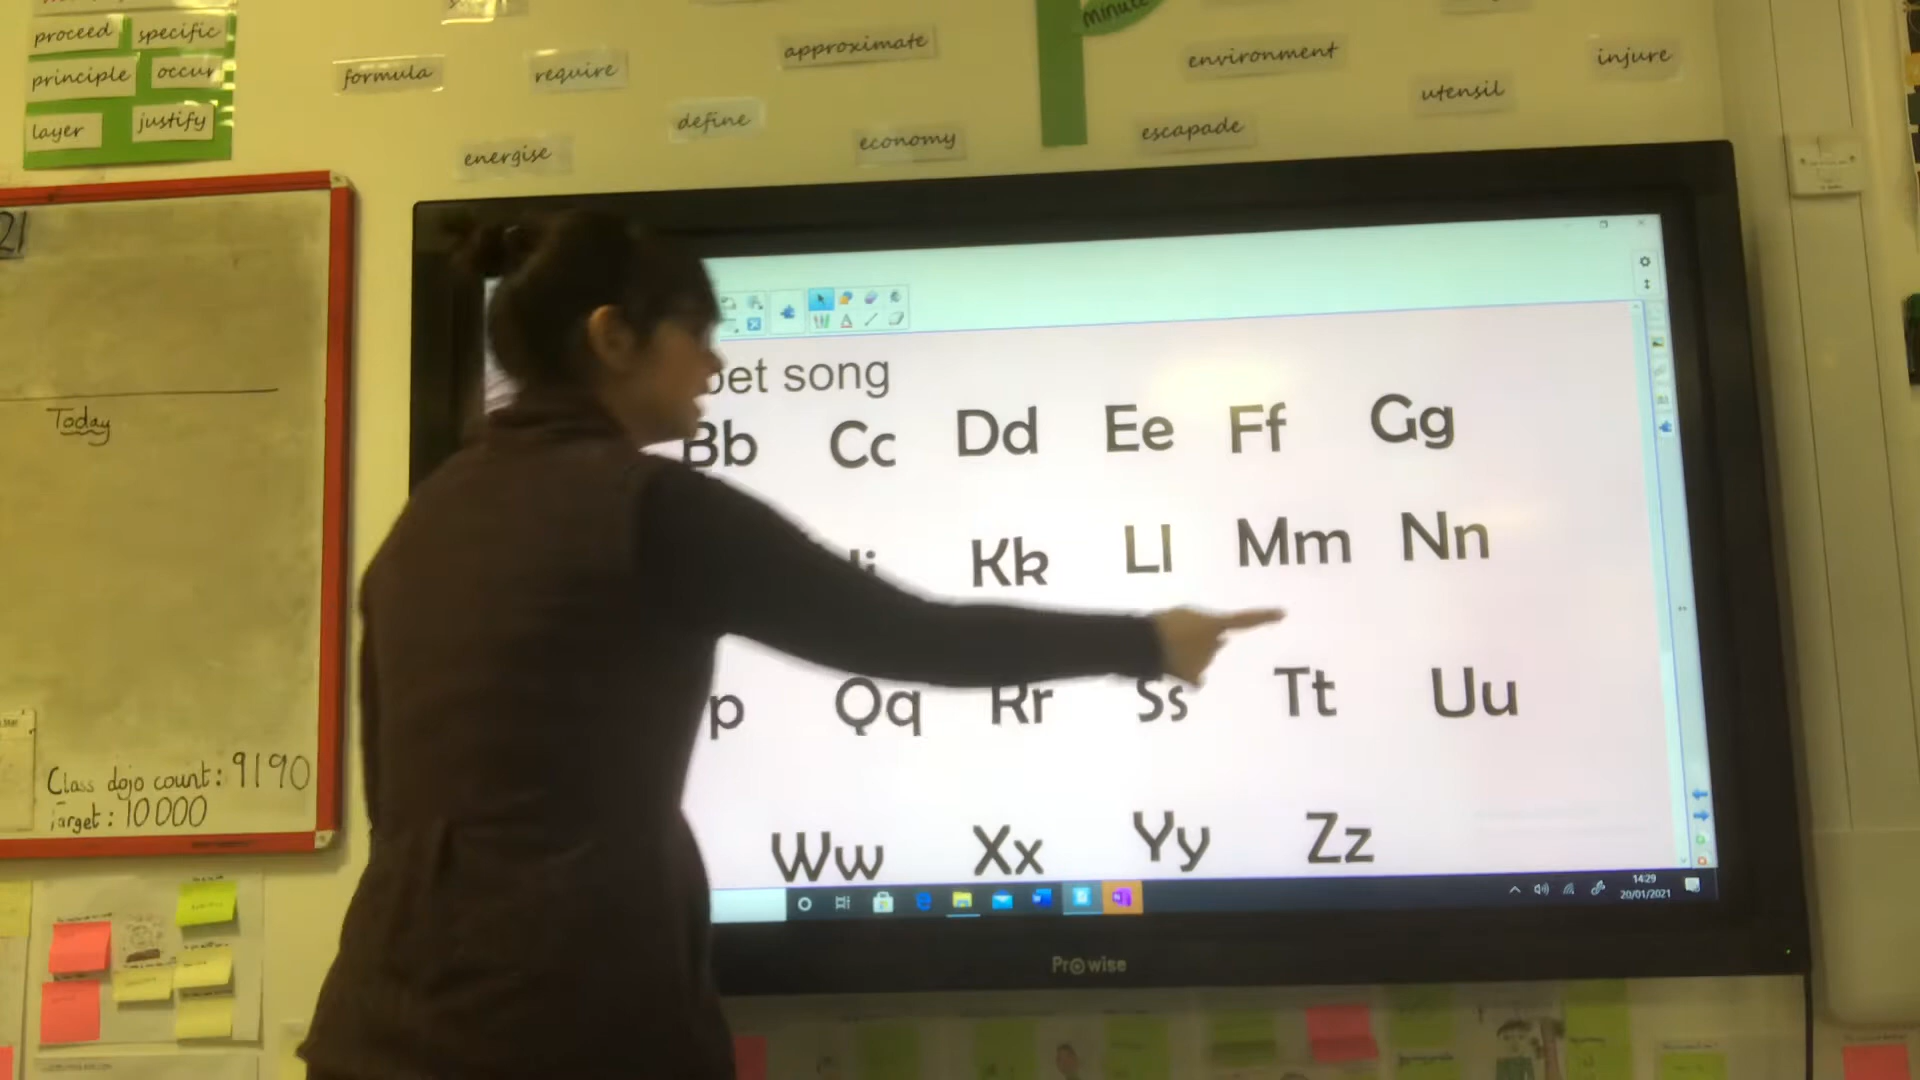 minute
proceed specific
principle occur
layer justify
formula
require
approximate
environment
injure
utensil
define
economy
escapade
energise
21
Today
Class dojo count: 9190
Target: 10000
bet song
Bb Cc Dd Ee Ff Gg
Kk Ll Mm Nn
p Qq Rr Ss Tt Uu
Ww Xx Yy Zz
14:29
20/01/2021
Prowise